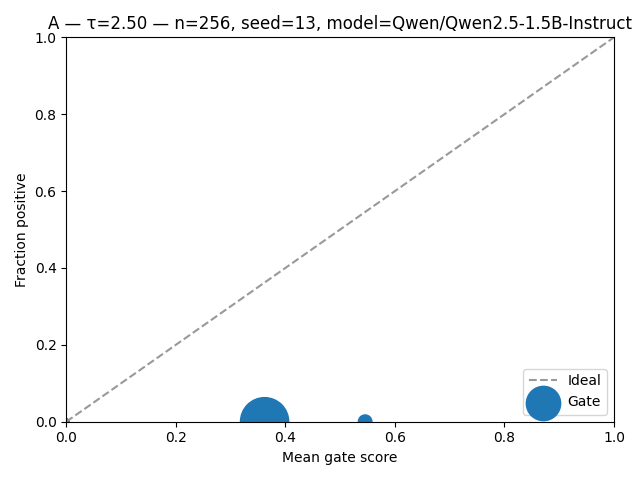 A — τ=2.50 — n=256, seed=13, model=Qwen/Qwen2.5-1.5B-Instruct
1.0
0.8
0.6
0.4
0.2
0.0
Fraction positive
Ideal
Gate
0.0 0.2 0.4 0.6 0.8 1.0
Mean gate score